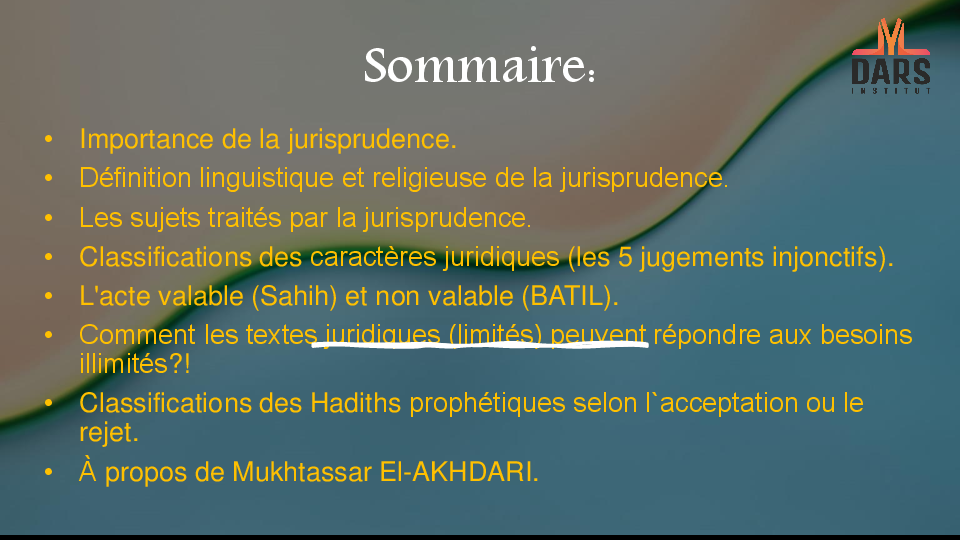 Sommaire:
DARS
INSTITUT
• Importance de la jurisprudence.
• Définition linguistique et religieuse de la jurisprudence.
• Les sujets traités par la jurisprudence.
• Classifications des caractères juridiques (les 5 jugements injonctifs).
• L'acte valable (Sahih) et non valable (BATIL).
• Comment les textes juridiques (limités) peuvent répondre aux besoins
illimités?!
• Classifications des Hadiths prophétiques selon l`acceptation ou le
rejet.
• À propos de Mukhtassar El-AKHDARI.